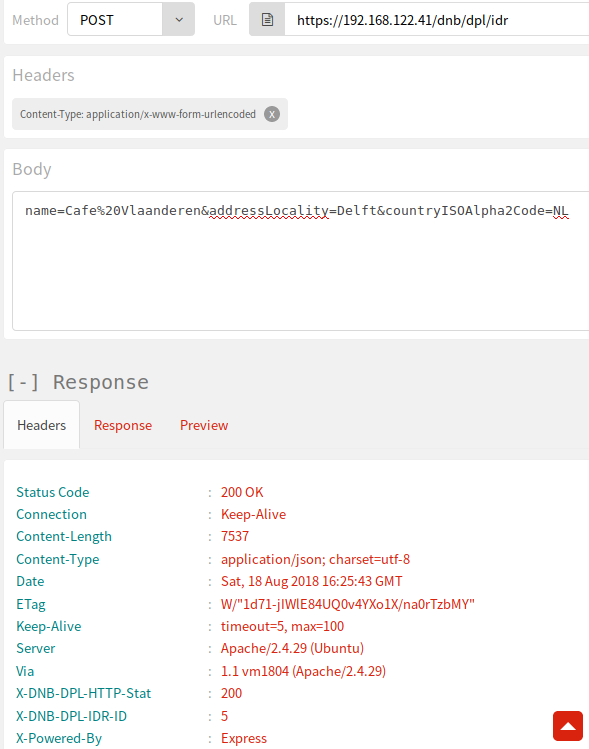 Method POST URL https://192.168.122.41/dnb/dpl/idr
Headers
Content-Type: application/x-www-form-urlencoded X
Body
name=Cafe%20Vlaanderen&addressLocality=Delft&countryISOAlpha2Code=NL
[-] Response
Headers Response Preview
Status Code : 200 OK
Connection : Keep-Alive
Content-Length : 7537
Content-Type : application/json; charset=utf-8
Date : Sat, 18 Aug 2018 16:25:43 GMT
ETag : W/"1d71-jIWlE84UQ0v4YXo1X/na0rTzbMY"
Keep-Alive : timeout=5, max=100
Server : Apache/2.4.29 (Ubuntu)
Via : 1.1 vm1804 (Apache/2.4.29)
X-DNB-DPL-HTTP-Stat : 200
X-DNB-DPL-IDR-ID : 5
X-Powered-By : Express